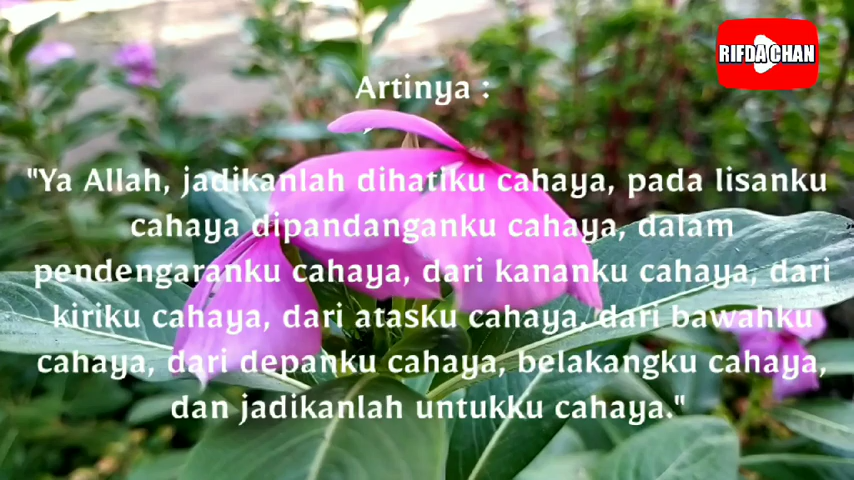 RIFDA CHAN
Artinya :
"Ya Allah, jadikanlah dihatiku cahaya, pada lisanku
cahaya dipandanganku cahaya, dalam
pendengaranku cahaya, dari kananku cahaya, dari
kiriku cahaya, dari atasku cahaya, dari bawahku
cahaya, dari depanku cahaya, belakangku cahaya,
dan jadikanlah untukku cahaya."